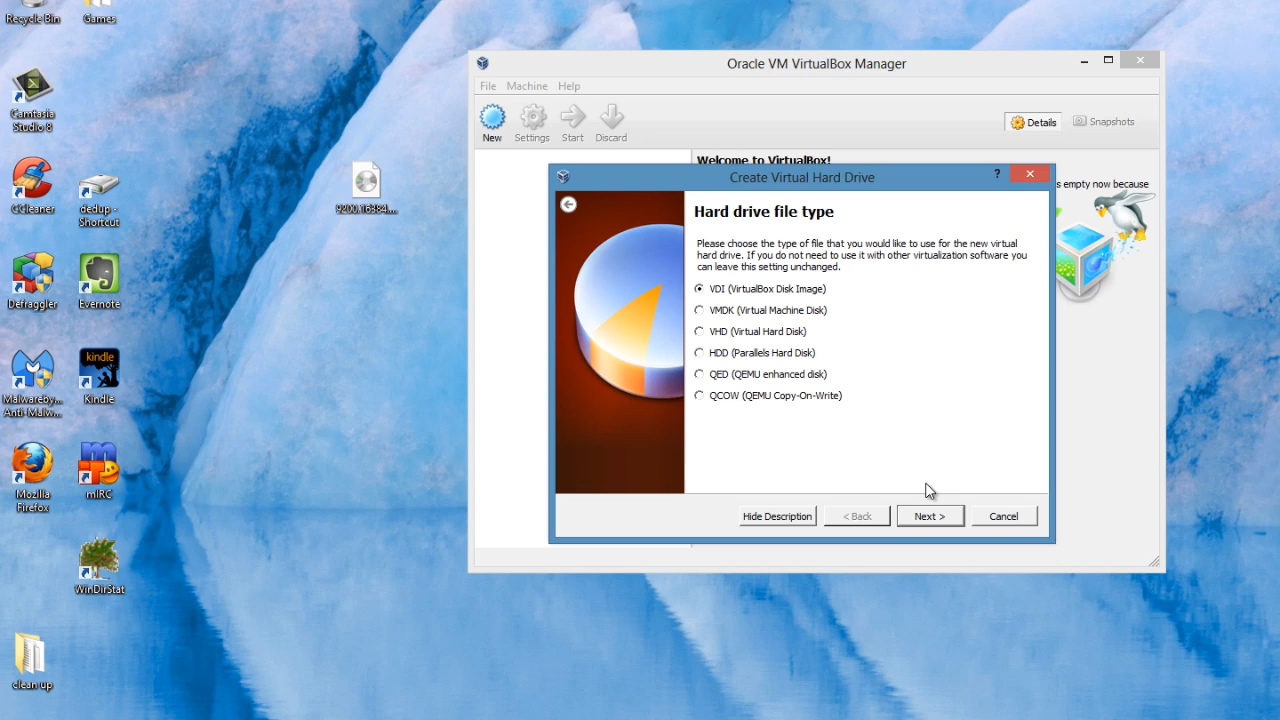 Recycle Bin
Games
Camtasia
Studio 8
CCleaner
dedup -
Shortcut
Defraggler
Evernote
kindle
Malwareby...
Anti-Malw...
Kindle
Mozilla
Firefox
mIRC
WinDirStat
clean up
9200.16384....
Oracle VM VirtualBox Manager
File Machine Help
New Settings Start Discard
Details Snapshots
Welcome to VirtualBox!
s empty now because
Create Virtual Hard Drive
?
Hard drive file type
Please choose the type of file that you would like to use for the new virtual
hard drive. If you do not need to use it with other virtualization software you
can leave this setting unchanged.
VDI (VirtualBox Disk Image)
VMDK (Virtual Machine Disk)
VHD (Virtual Hard Disk)
HDD (Parallels Hard Disk)
QED (QEMU enhanced disk)
QCOW (QEMU Copy-On-Write)
Hide Description < Back Next > Cancel